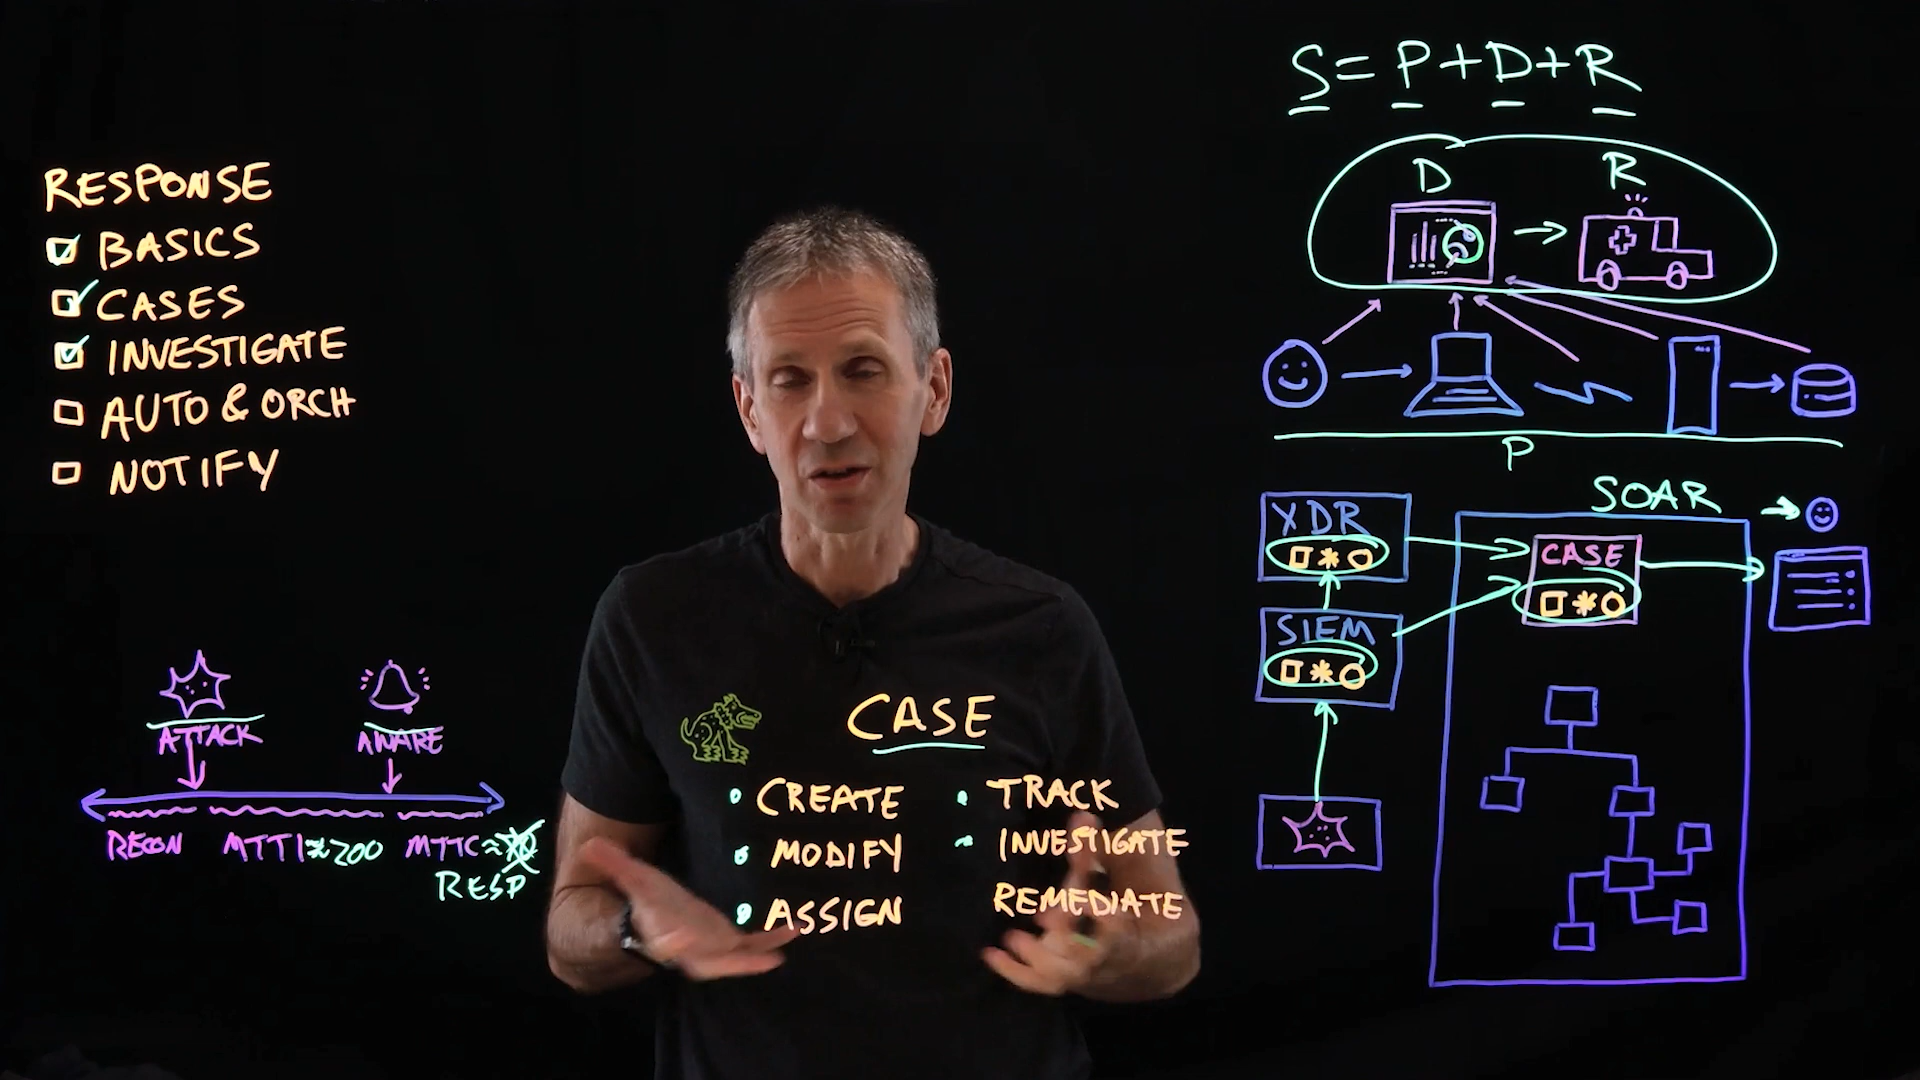 RESPONSE
BASICS
CASES
INVESTIGATE
AUTO & ORCH
NOTIFY
ATTACK
AWARE
RECON
MTTI≈200
MTTC≈
RESP
CASE
CREATE
MODIFY
ASSIGN
TRACK
INVESTIGATE
REMEDIATE
S=P+D+R
D
R
P
SOAR
XDR
CASE
SIEM